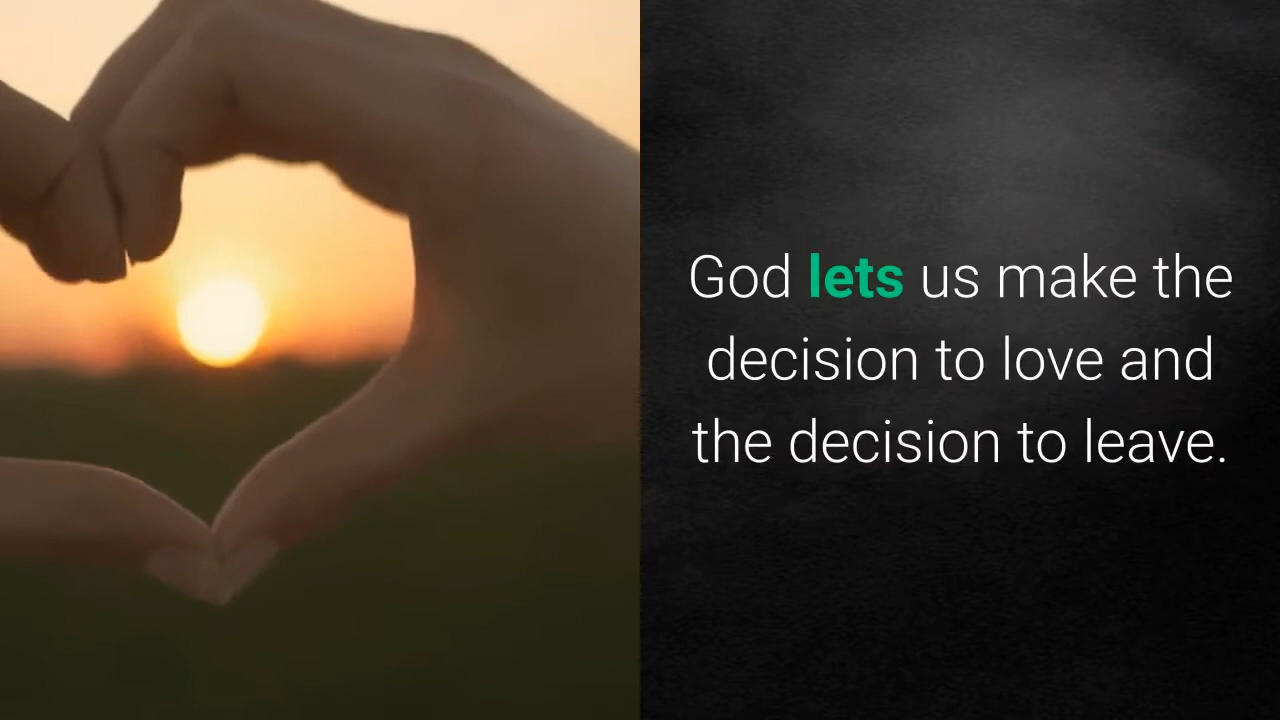 God lets us make the
decision to love and
the decision to leave.